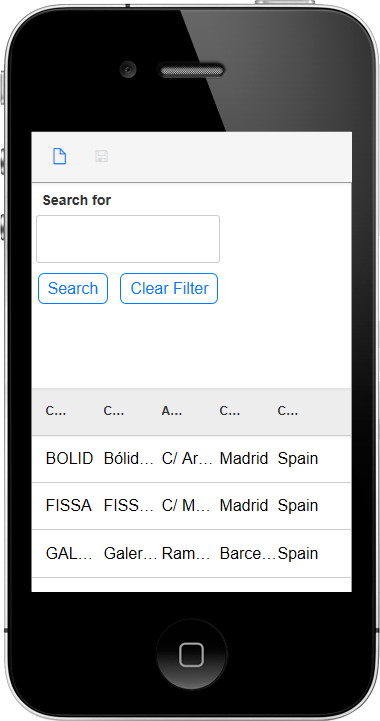 Search for
Search Clear Filter
C... C... A... C... C...
BOLID Bólid... C/ Ar... Madrid Spain
FISSA FISS... C/ M... Madrid Spain
GAL... Galer... Ram... Barce... Spain